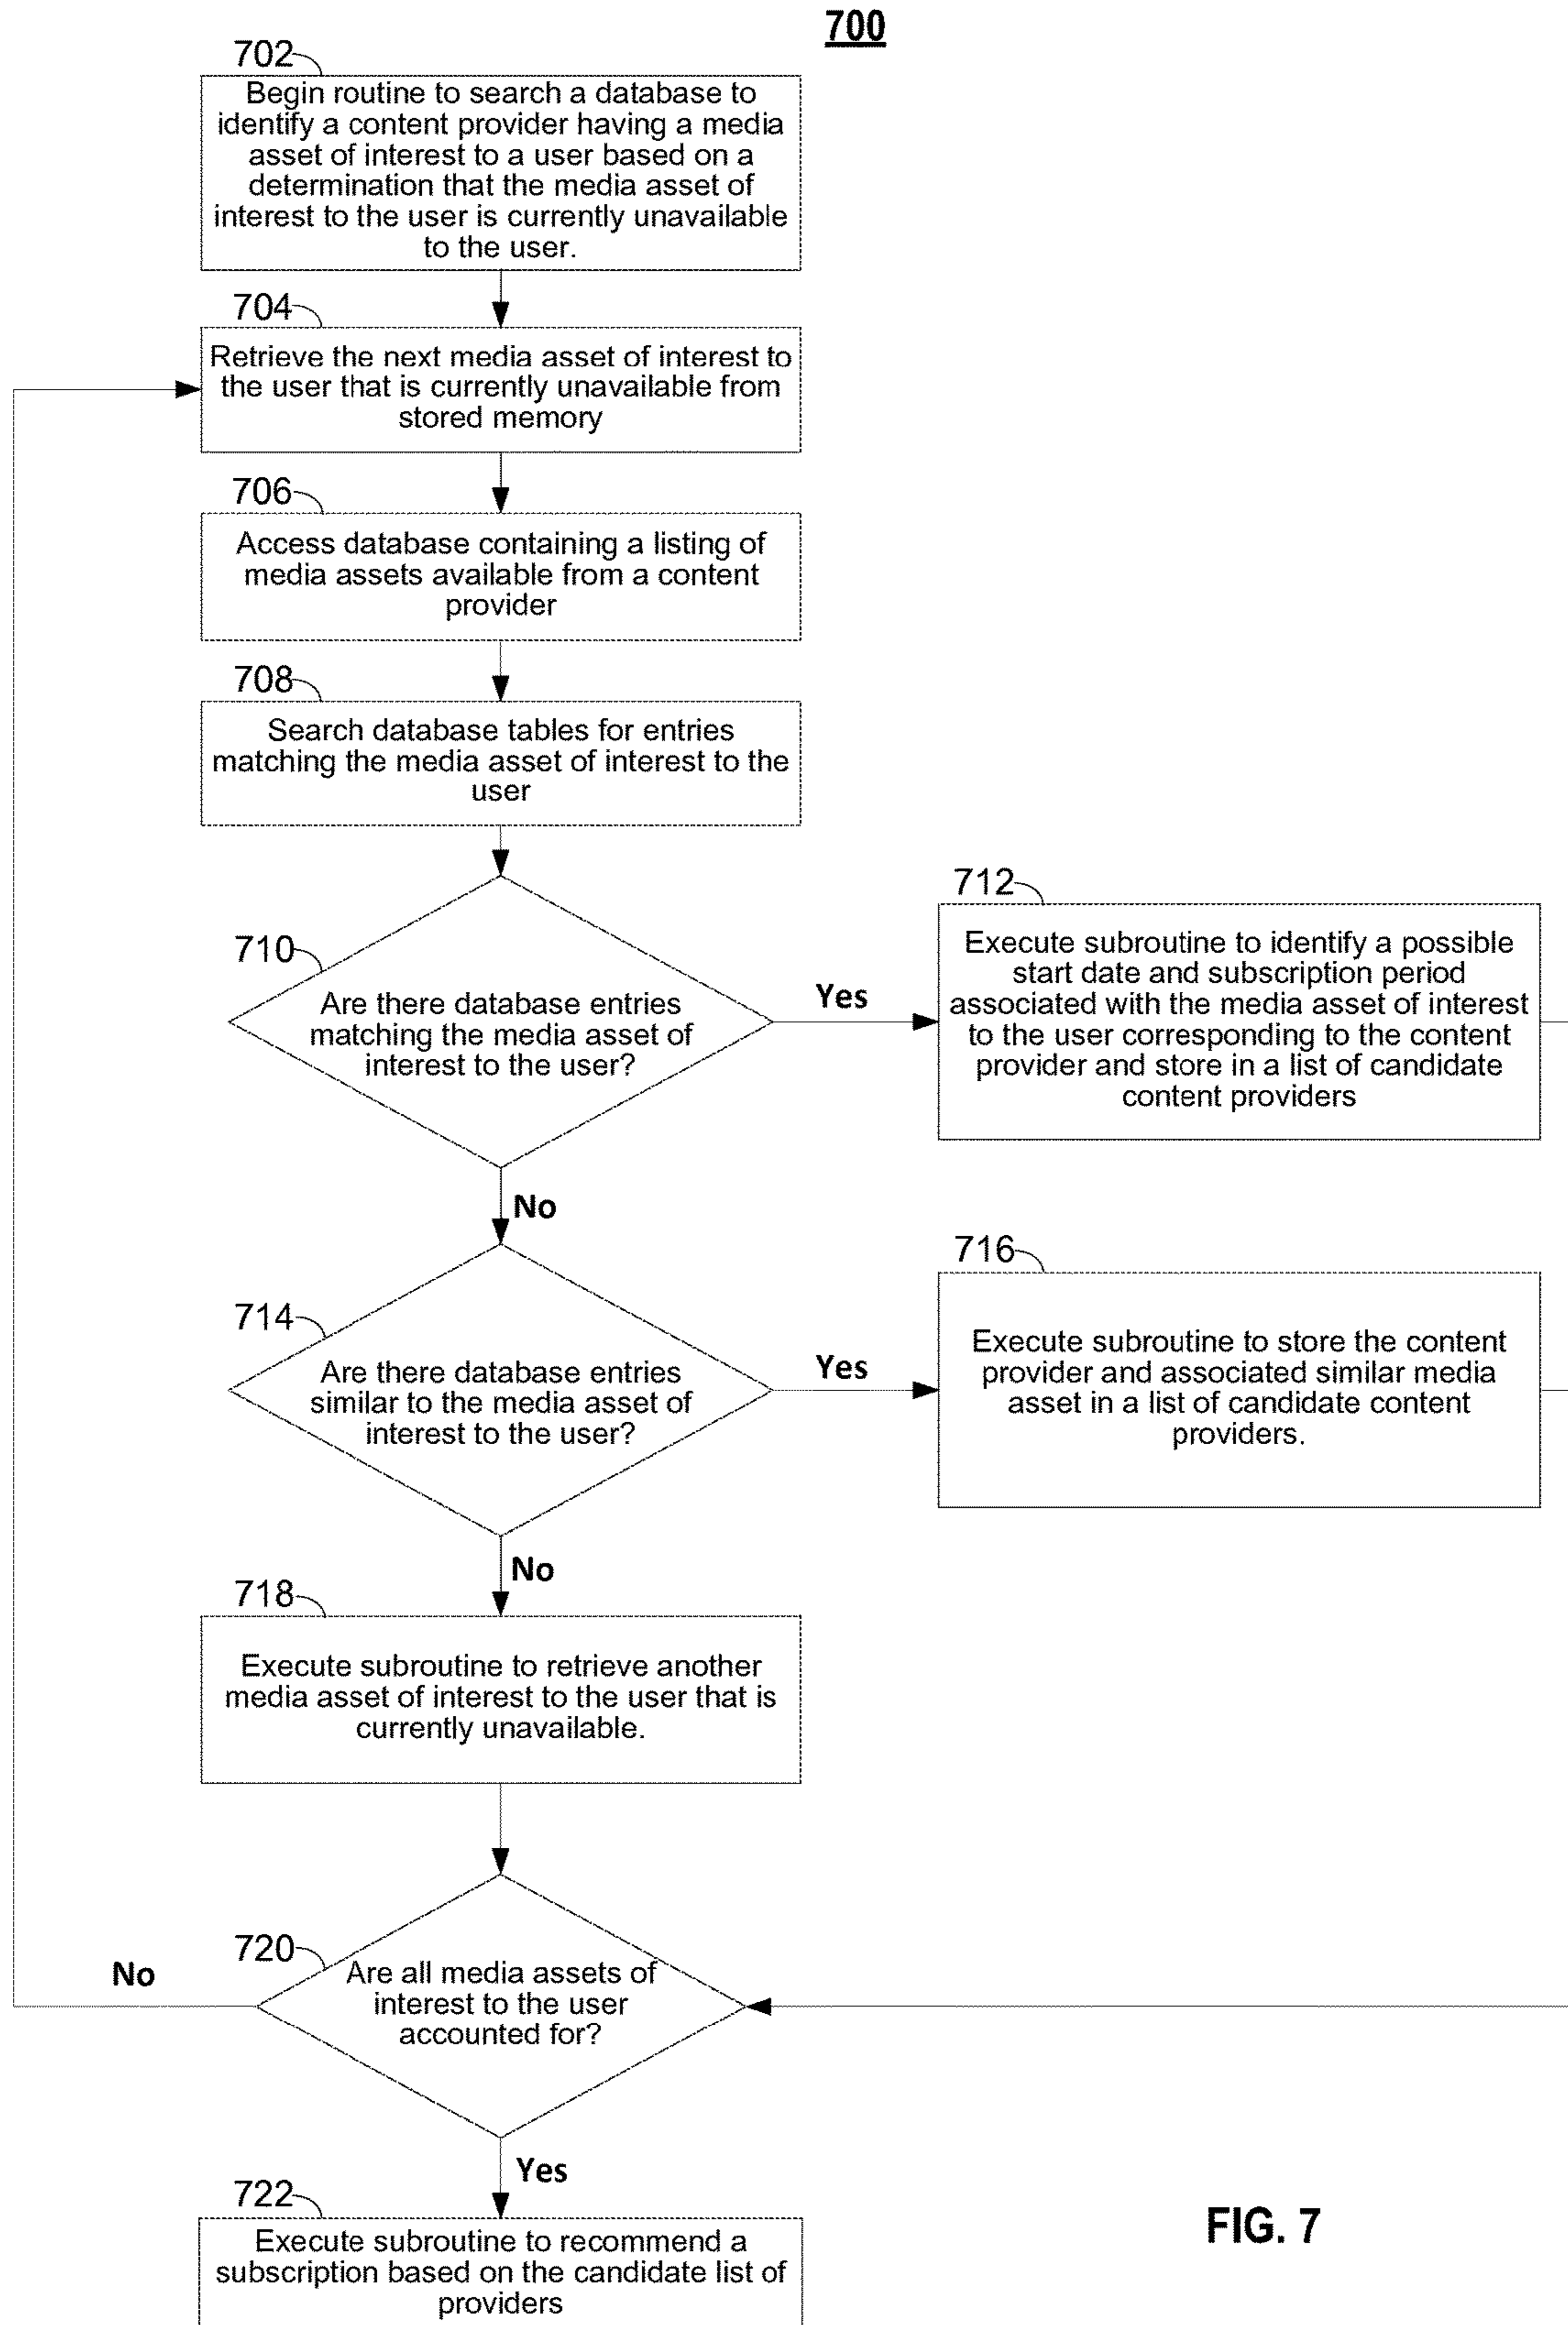 700
702
Begin routine to search a database to
identify a content provider having a media
asset of interest to a user based on a
determination that the media asset of
interest to the user is currently unavailable
to the user.
704
Retrieve the next media asset of interest to
the user that is currently unavailable from
stored memory
706
Access database containing a listing of
media assets available from a content
provider
708
Search database tables for entries
matching the media asset of interest to the
user
710
Are there database entries
matching the media asset of
interest to the user?
Yes
712
Execute subroutine to identify a possible
start date and subscription period
associated with the media asset of interest
to the user corresponding to the content
provider and store in a list of candidate
content providers
No
714
Are there database entries
similar to the media asset of
interest to the user?
Yes
716
Execute subroutine to store the content
provider and associated similar media
asset in a list of candidate content
providers.
No
718
Execute subroutine to retrieve another
media asset of interest to the user that is
currently unavailable.
720
Are all media assets of
interest to the user
accounted for?
No
Yes
722
Execute subroutine to recommend a
subscription based on the candidate list of
providers
FIG. 7